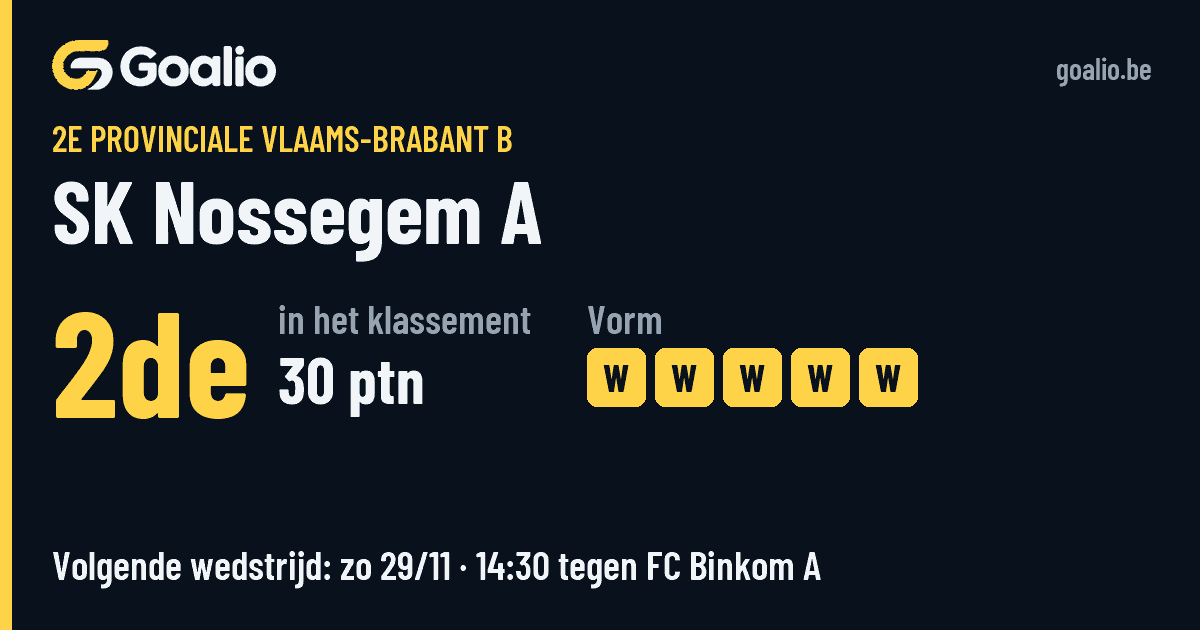 Goalio
goalio.be
2E PROVINCIALE VLAAMS-BRABANT B
SK Nossegem A
2de
in het klassement
30 ptn
Vorm
W W W W W
Volgende wedstrijd: zo 29/11 · 14:30 tegen FC Binkom A